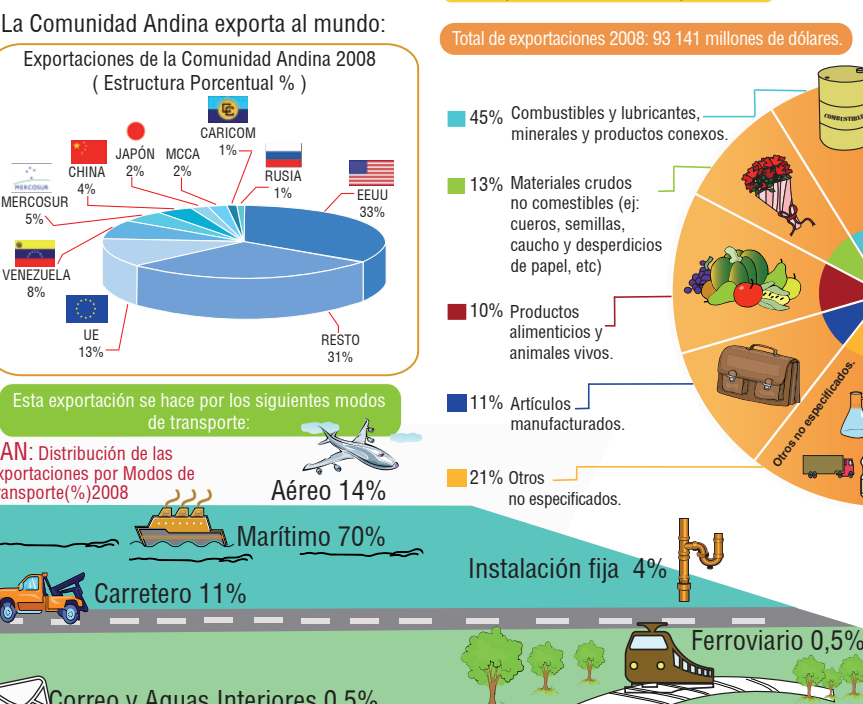 La Comunidad Andina exporta al mundo:
Exportaciones de la Comunidad Andina 2008
( Estructura Porcentual % )
MERCOSUR
MERCOSUR
5%
CHINA
4%
JAPÓN
2%
MCCA
2%
CARICOM
1%
RUSIA
1%
EEUU
33%
VENEZUELA
8%
UE
13%
RESTO
31%
Esta exportación se hace por los siguientes modos
de transporte:
AN: Distribución de las
xportaciones por Modos de
ansporte(%)2008
Aéreo 14%
Marítimo 70%
Carretero 11%
Instalación fija 4%
Ferroviario 0,5%
Correo y Aguas Interiores 0,5%
Total de exportaciones 2008: 93 141 millones de dólares.
45% Combustibles y lubricantes,
minerales y productos conexos.
13% Materiales crudos
no comestibles (ej:
cueros, semillas,
caucho y desperdicios
de papel, etc)
10% Productos
alimenticios y
animales vivos.
11% Artículos
manufacturados.
21% Otros
no especificados.
COMBUSTIBLE
Otros no especificados.